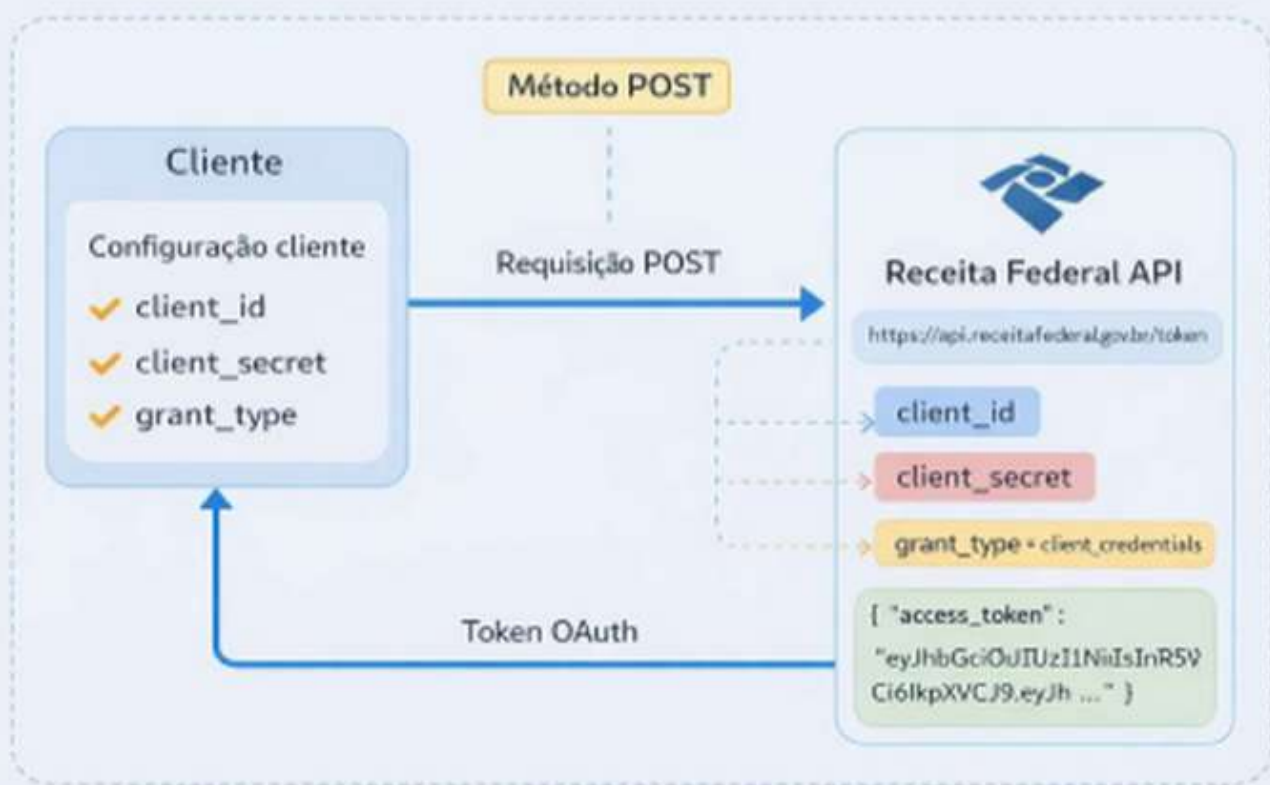 Método POST
Cliente
Configuração cliente
client_id
client_secret
grant_type
Requisição POST
Receita Federal API
https://api.receitafederal.gov.br/token
client_id
client_secret
grant_type = client_credentials
{ "access_token" :
"eyJhbGciOiJIUzI1NiIsInR5V
Ci6IkpXVCJ9.eyJh ..." }
Token OAuth